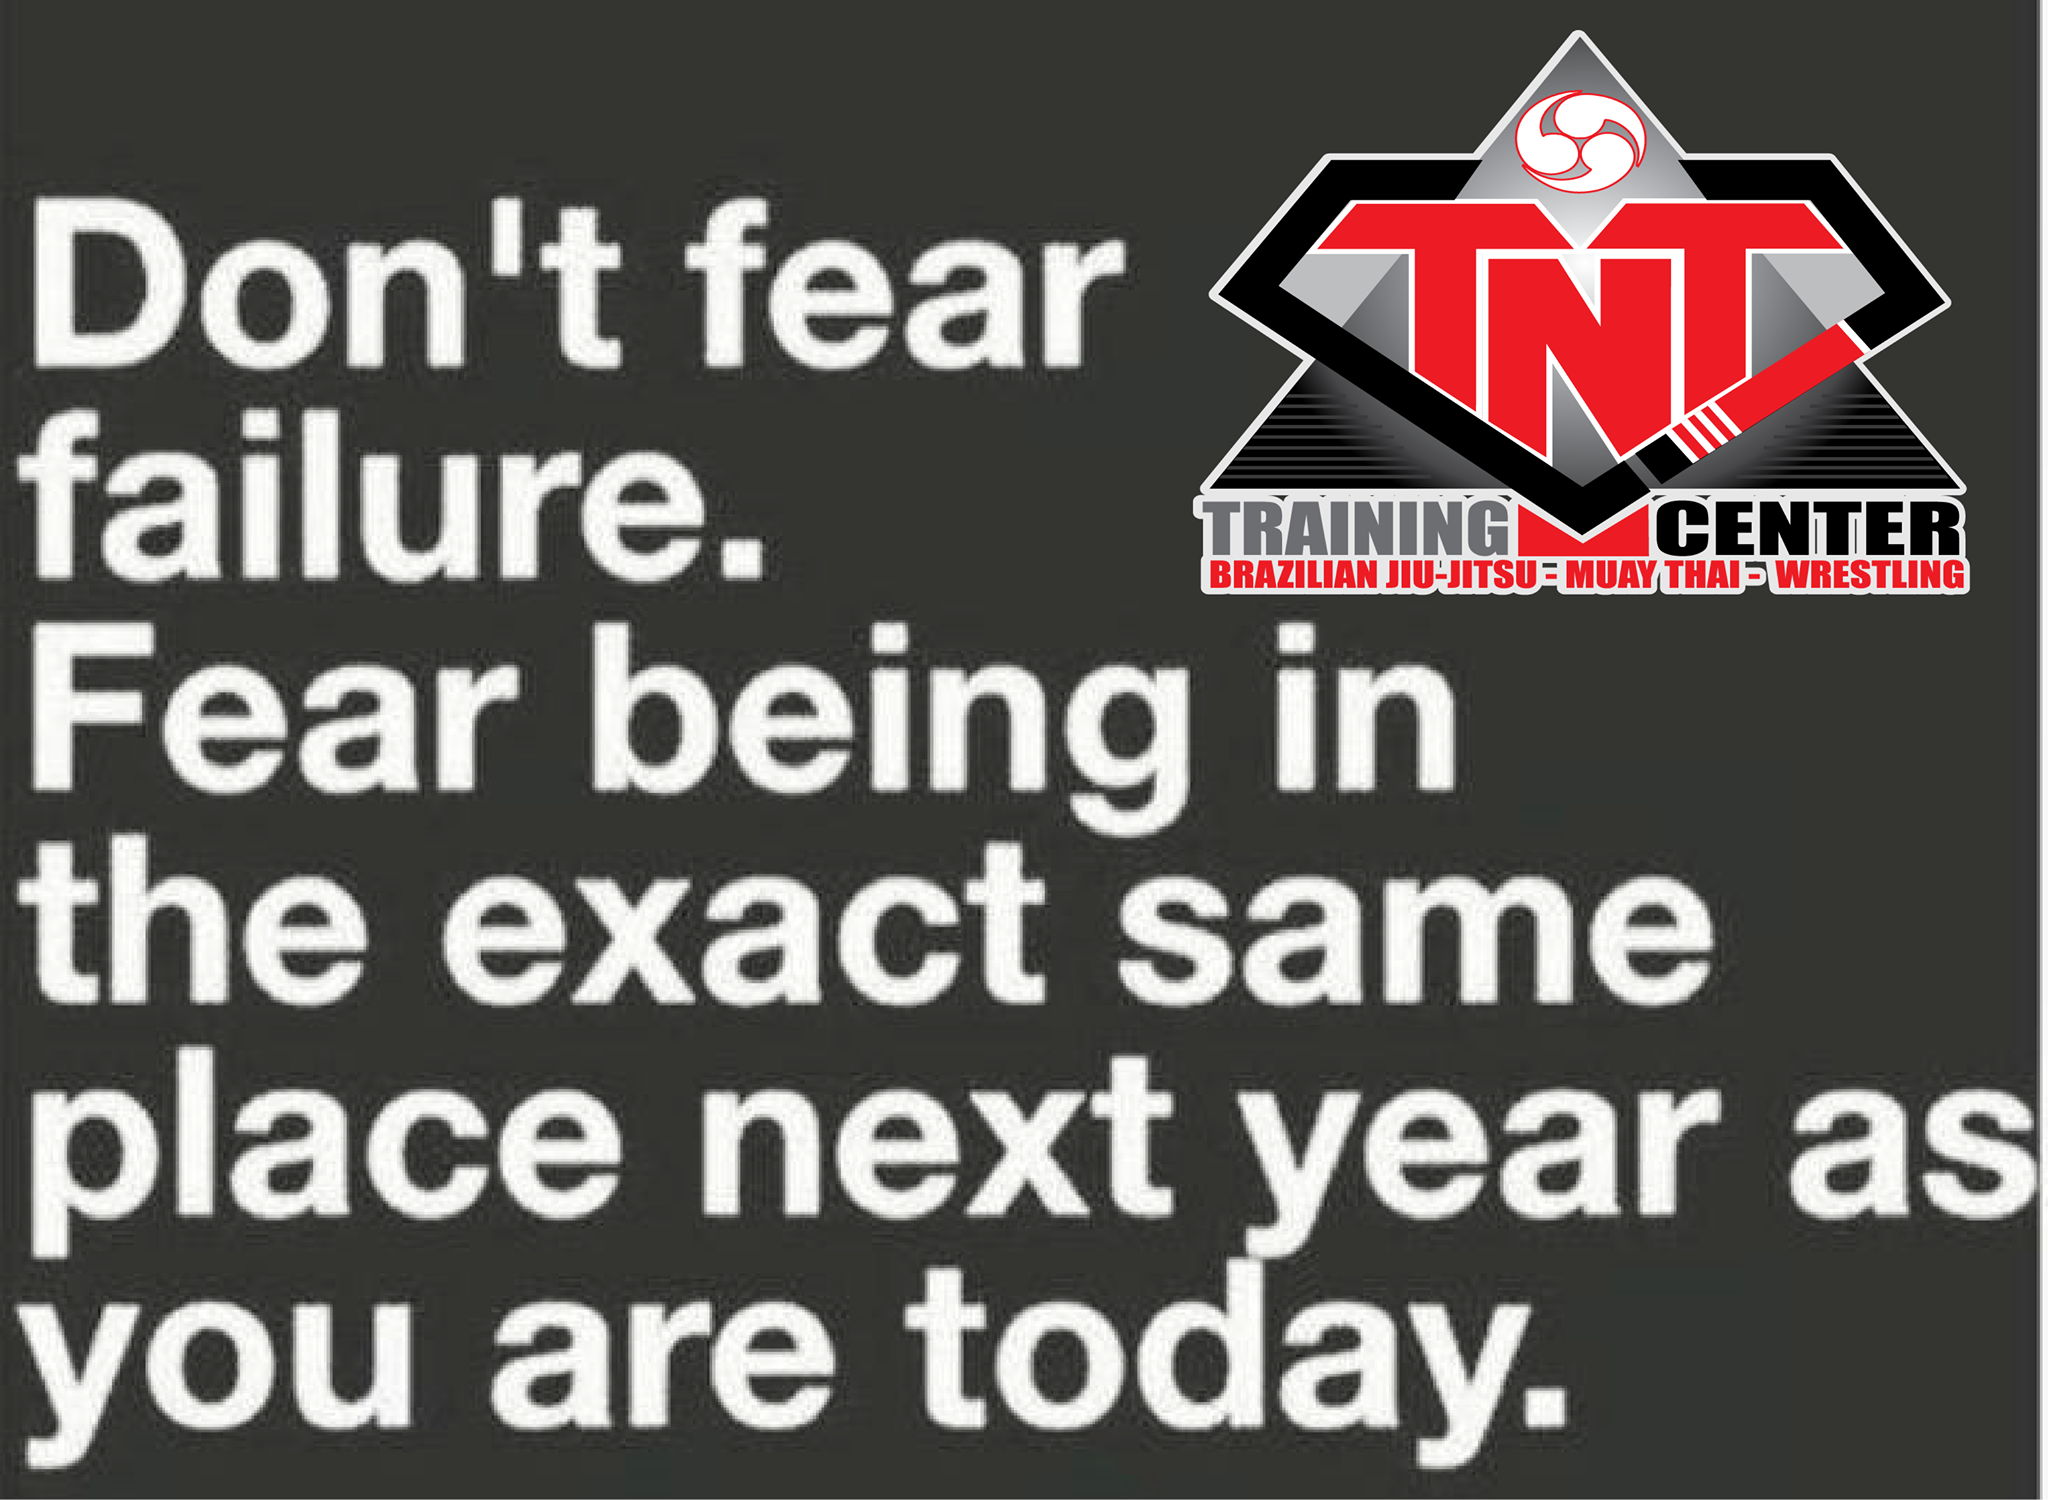 Don't fear
failure.
Fear being in
the exact same
place next year as
you are today.
TNT
TRAINING CENTER
BRAZILIAN JIU-JITSU - MUAY THAI - WRESTLING